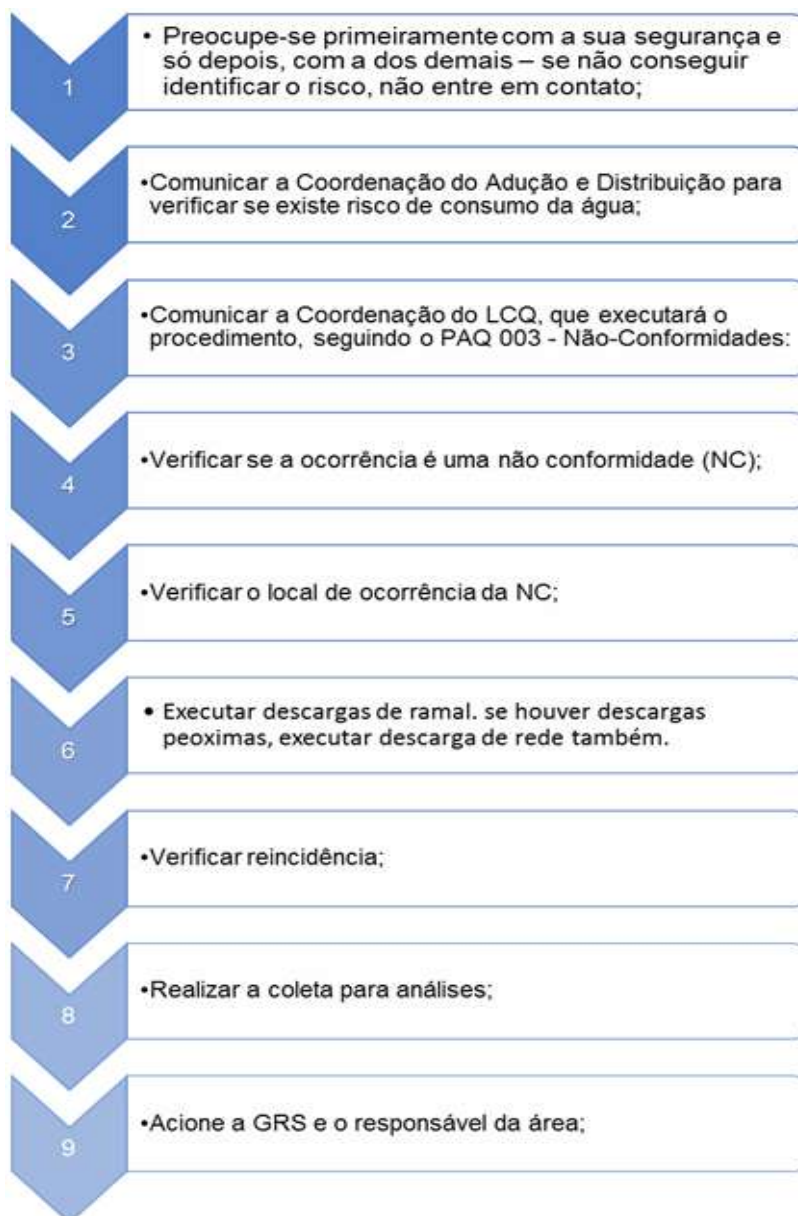 1
• Preocupe-se primeiramente com a sua segurança e
só depois, com a dos demais – se não conseguir
identificar o risco, não entre em contato;
2
•Comunicar a Coordenação do Adução e Distribuição para
verificar se existe risco de consumo da água;
3
•Comunicar a Coordenação do LCQ, que executará o
procedimento, seguindo o PAQ 003 - Não-Conformidades:
4
•Verificar se a ocorrência é uma não conformidade (NC);
5
•Verificar o local de ocorrência da NC;
6
• Executar descargas de ramal. se houver descargas
peoximas, executar descarga de rede também.
7
•Verificar reincidência;
8
•Realizar a coleta para análises;
9
•Acione a GRS e o responsável da área;